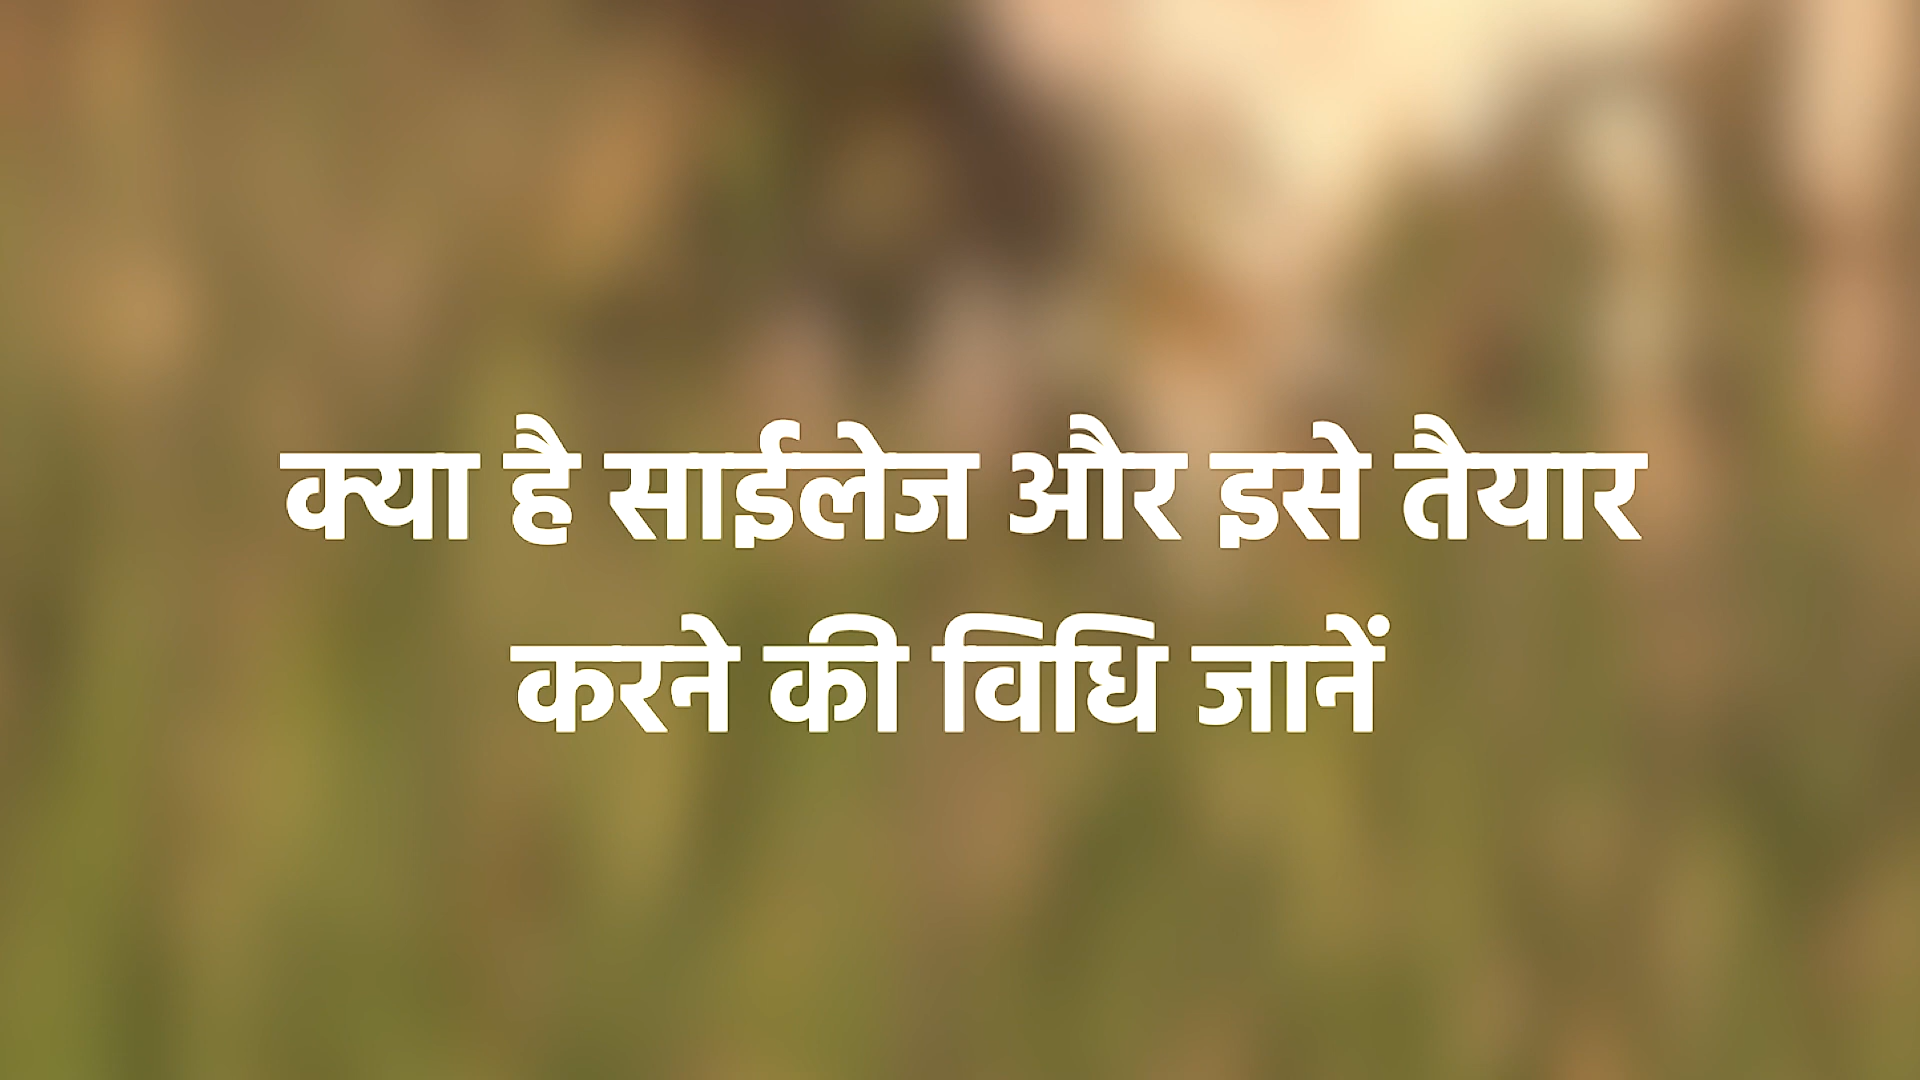 क्या है साईलेज और इसे तैयार
करने की विधि जानें